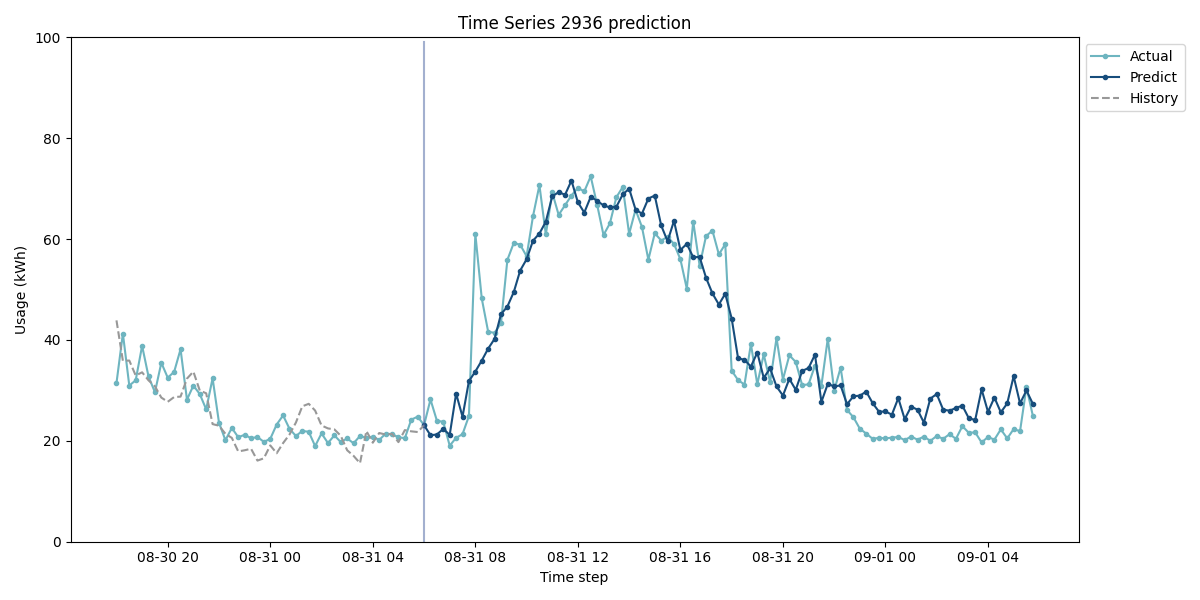 Time Series 2936 prediction
100
80
60
40
20
0
Usage (kWh)
08-30 20
08-31 00
08-31 04
08-31 08
08-31 12
08-31 16
08-31 20
09-01 00
09-01 04
Time step
Actual
Predict
History